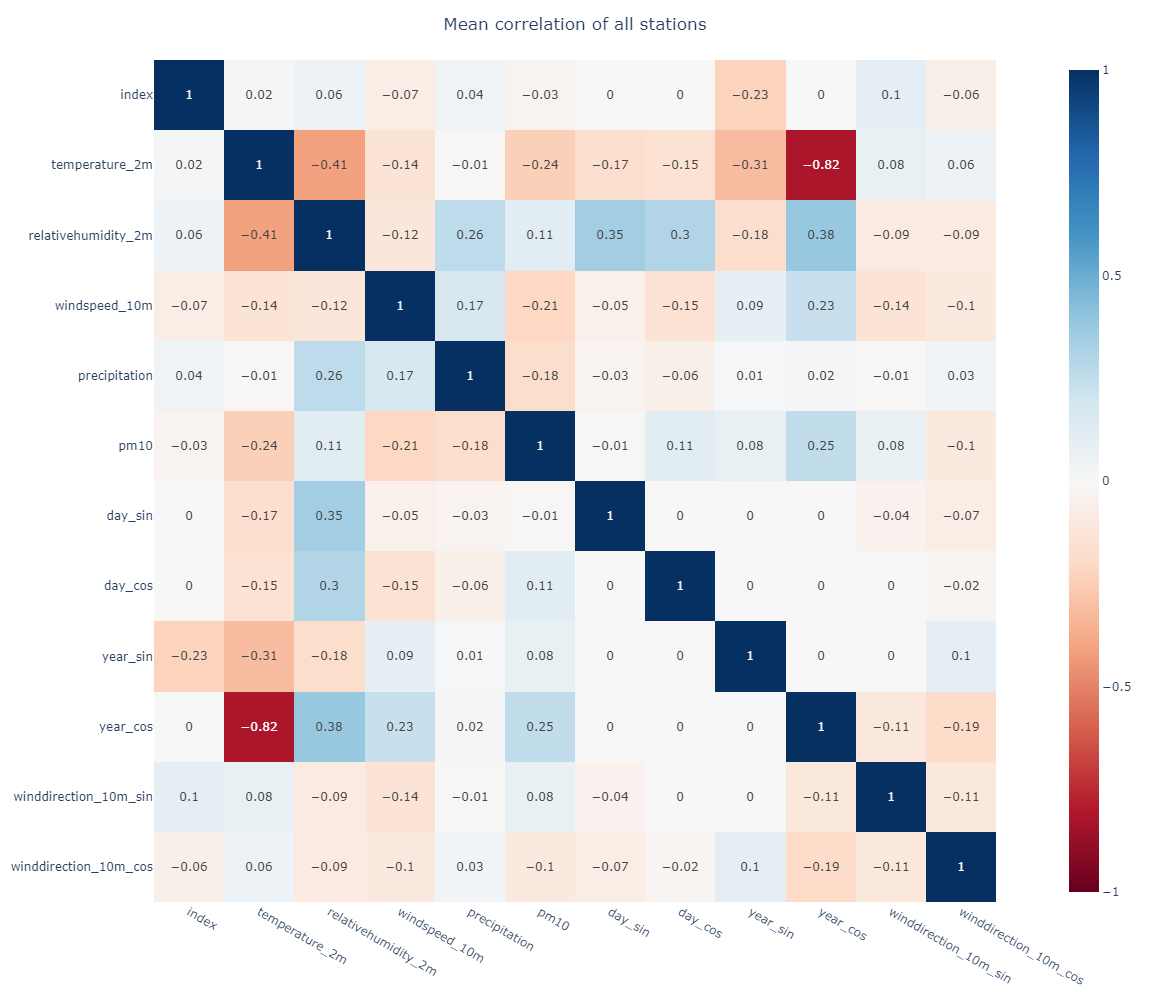 Mean correlation of all stations
index 1 0.02 0.06 −0.07 0.04 −0.03 0 0 −0.23 0 0.1 −0.06
temperature_2m 0.02 1 −0.41 −0.14 −0.01 −0.24 −0.17 −0.15 −0.31 −0.82 0.08 0.06
relativehumidity_2m 0.06 −0.41 1 −0.12 0.26 0.11 0.35 0.3 −0.18 0.38 −0.09 −0.09
windspeed_10m −0.07 −0.14 −0.12 1 0.17 −0.21 −0.05 −0.15 0.09 0.23 −0.14 −0.1
precipitation 0.04 −0.01 0.26 0.17 1 −0.18 −0.03 −0.06 0.01 0.02 −0.01 0.03
pm10 −0.03 −0.24 0.11 −0.21 −0.18 1 −0.01 0.11 0.08 0.25 0.08 −0.1
day_sin 0 −0.17 0.35 −0.05 −0.03 −0.01 1 0 0 0 −0.04 −0.07
day_cos 0 −0.15 0.3 −0.15 −0.06 0.11 0 1 0 0 0 −0.02
year_sin −0.23 −0.31 −0.18 0.09 0.01 0.08 0 0 1 0 0 0.1
year_cos 0 −0.82 0.38 0.23 0.02 0.25 0 0 0 1 −0.11 −0.19
winddirection_10m_sin 0.1 0.08 −0.09 −0.14 −0.01 0.08 −0.04 0 0 −0.11 1 −0.11
winddirection_10m_cos −0.06 0.06 −0.09 −0.1 0.03 −0.1 −0.07 −0.02 0.1 −0.19 −0.11 1
index
temperature_2m
relativehumidity_2m
windspeed_10m
precipitation
pm10
day_sin
day_cos
year_sin
year_cos
winddirection_10m_sin
winddirection_10m_cos
1
0.5
0
−0.5
−1